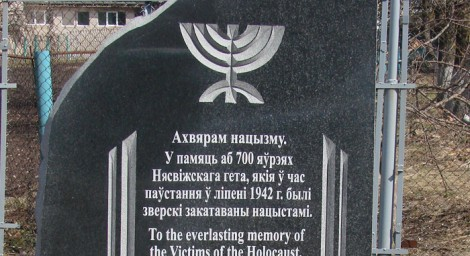 Ахвярам нацызму.
У памяць аб 700 яўрэях
Нясвіжскага гета, якія ў час
паўстання ў ліпені 1942 г. былі
зверскі закатаваны нацыстамі.
To the everlasting memory of
the Victims of the Holocaust.